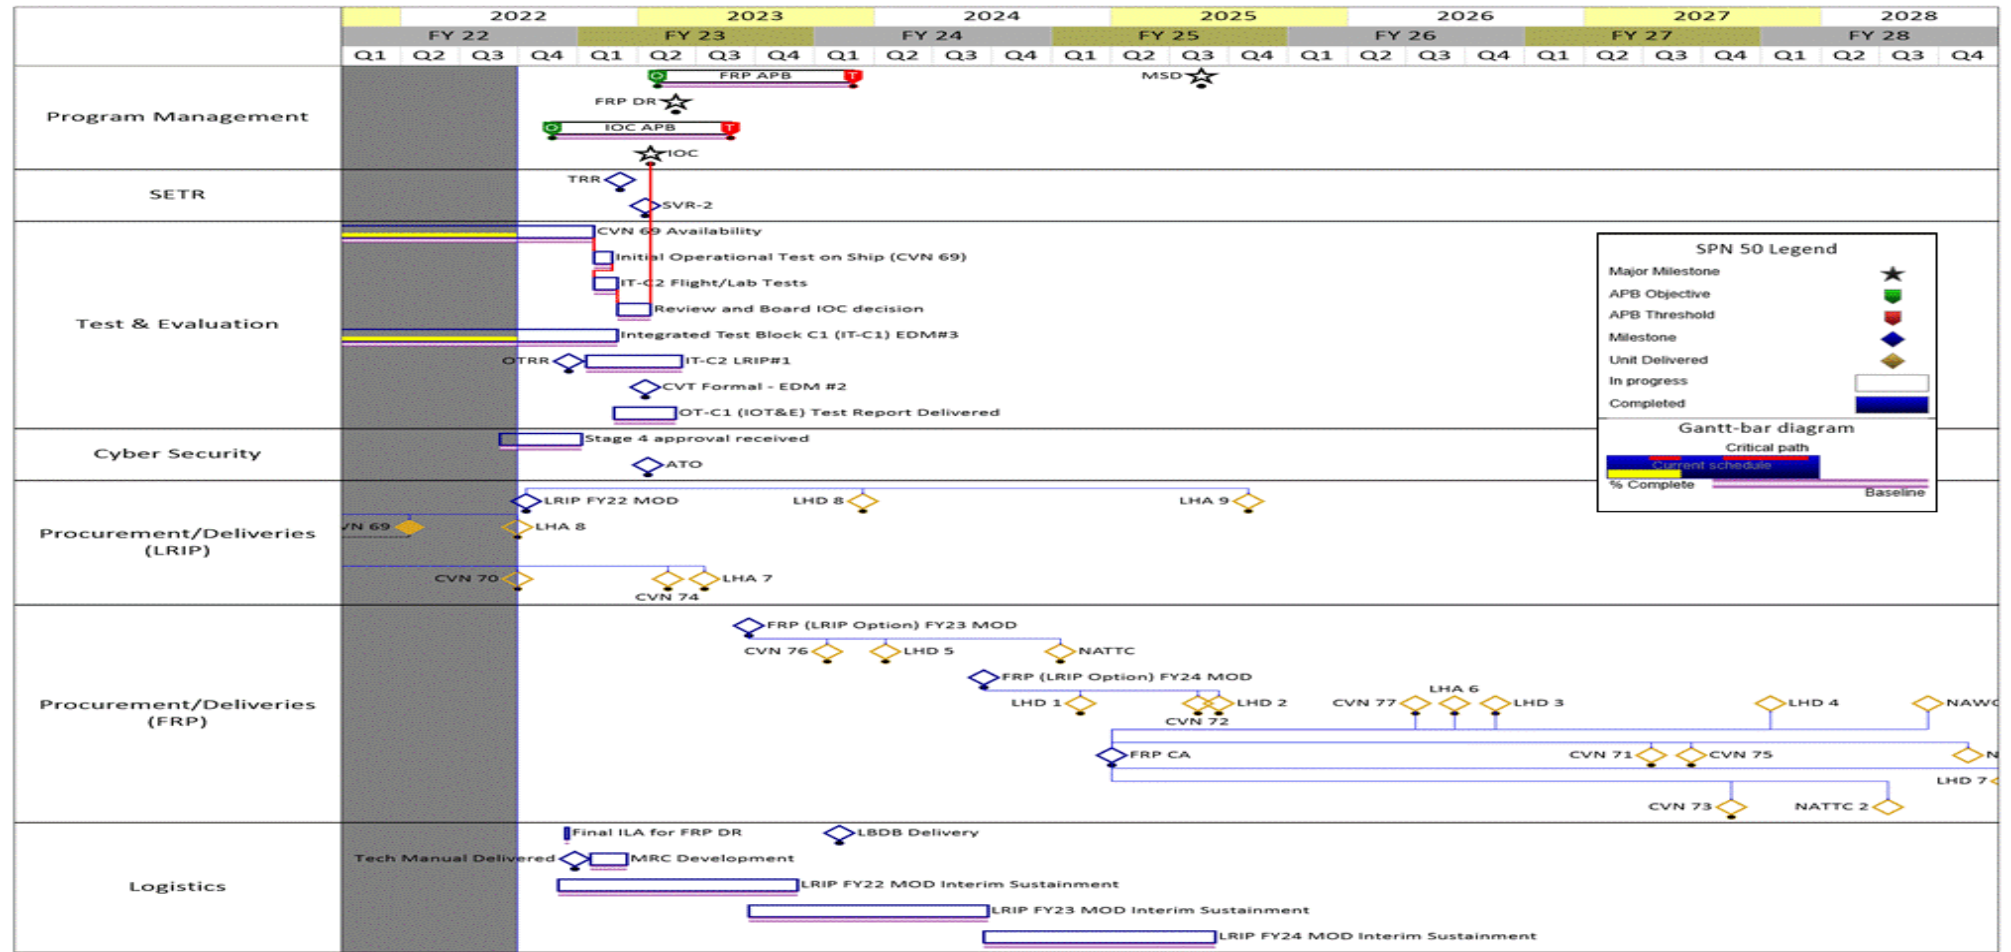 2022 2023 2024 2025 2026 2027 2028
FY 22 FY 23 FY 24 FY 25 FY 26 FY 27 FY 28
Q1 Q2 Q3 Q4 Q1 Q2 Q3 Q4 Q1 Q2 Q3 Q4 Q1 Q2 Q3 Q4 Q1 Q2 Q3 Q4 Q1 Q2 Q3 Q4 Q1 Q2 Q3 Q4
Program Management
O FRP APB T
MSD
FRP DR
O IOC APB T
IOC
SETR
TRR
SVR-2
Test & Evaluation
CVN 69 Availability
Initial Operational Test on Ship (CVN 69)
IT-C2 Flight/Lab Tests
Review and Board IOC decision
Integrated Test Block C1 (IT-C1) EDM#3
OTRR IT-C2 LRIP#1
CVT Formal - EDM #2
OT-C1 (IOT&E) Test Report Delivered
SPN 50 Legend
Major Milestone
APB Objective
APB Threshold
Milestone
Unit Delivered
In progress
Completed
Gantt-bar diagram
Critical path
Current schedule
% Complete
Baseline
Cyber Security
Stage 4 approval received
ATO
Procurement/Deliveries
(LRIP)
LRIP FY22 MOD LHD 8 LHA 9
VN 69 LHA 8
CVN 70 LHA 7
CVN 74
Procurement/Deliveries
(FRP)
FRP (LRIP Option) FY23 MOD
CVN 76 LHD 5 NATTC
FRP (LRIP Option) FY24 MOD
LHA 6
LHD 1 LHD 2 CVN 77 LHD 3 LHD 4 NAWC
CVN 72
FRP CA CVN 71 CVN 75 N
LHD 7
CVN 73 NATTC 2
Logistics
Final ILA for FRP DR LBDB Delivery
Tech Manual Delivered MRC Development
LRIP FY22 MOD Interim Sustainment
LRIP FY23 MOD Interim Sustainment
LRIP FY24 MOD Interim Sustainment